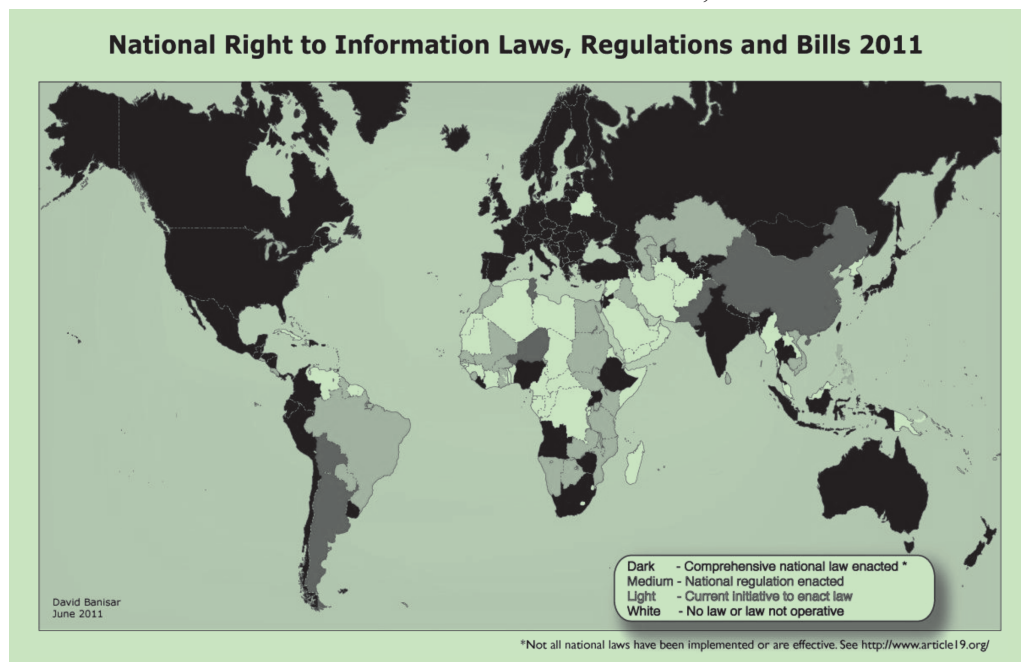 National Right to Information Laws, Regulations and Bills 2011
Dark - Comprehensive national law enacted *
Medium - National regulation enacted
Light - Current initiative to enact law
White - No law or law not operative
David Banisar
June 2011
*Not all national laws have been implemented or are effective. See http://www.article19.org/